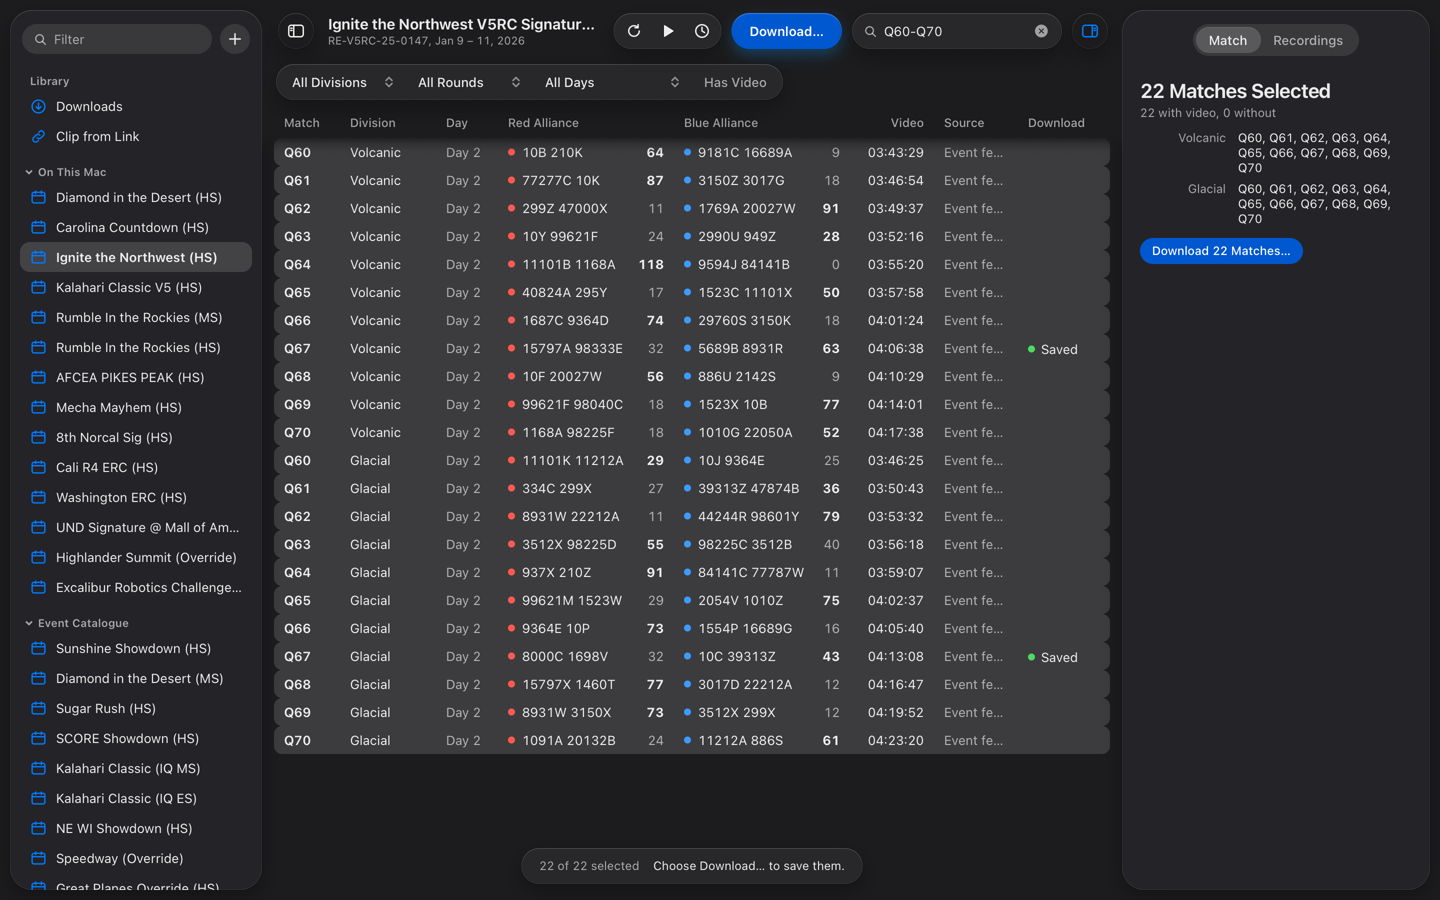 Filter
Library
Downloads
Clip from Link
On This Mac
Diamond in the Desert (HS)
Carolina Countdown (HS)
Ignite the Northwest (HS)
Kalahari Classic V5 (HS)
Rumble In the Rockies (MS)
Rumble In the Rockies (HS)
AFCEA PIKES PEAK (HS)
Mecha Mayhem (HS)
8th Norcal Sig (HS)
Cali R4 ERC (HS)
Washington ERC (HS)
UND Signature @ Mall of Am...
Highlander Summit (Override)
Excalibur Robotics Challenge...
Event Catalogue
Sunshine Showdown (HS)
Diamond in the Desert (MS)
Sugar Rush (HS)
SCORE Showdown (HS)
Kalahari Classic (IQ MS)
Kalahari Classic (IQ ES)
NE WI Showdown (HS)
Speedway (Override)
Great Planes Override (HS)
Ignite the Northwest V5RC Signatur...
RE-V5RC-25-0147, Jan 9 – 11, 2026
Download...
Q60-Q70
All Divisions All Rounds All Days Has Video
Match Division Day Red Alliance Blue Alliance Video Source Download
Q60 Volcanic Day 2 10B 210K 64 9181C 16689A 9 03:43:29 Event fe...
Q61 Volcanic Day 2 77277C 10K 87 3150Z 3017G 18 03:46:54 Event fe...
Q62 Volcanic Day 2 299Z 47000X 11 1769A 20027W 91 03:49:37 Event fe...
Q63 Volcanic Day 2 10Y 99621F 24 2990U 949Z 28 03:52:16 Event fe...
Q64 Volcanic Day 2 11101B 1168A 118 9594J 84141B 0 03:55:20 Event fe...
Q65 Volcanic Day 2 40824A 295Y 17 1523C 11101X 50 03:57:58 Event fe...
Q66 Volcanic Day 2 1687C 9364D 74 29760S 3150K 18 04:01:24 Event fe...
Q67 Volcanic Day 2 15797A 98333E 32 5689B 8931R 63 04:06:38 Event fe... Saved
Q68 Volcanic Day 2 10F 20027W 56 886U 2142S 9 04:10:29 Event fe...
Q69 Volcanic Day 2 99621F 98040C 18 1523X 10B 77 04:14:01 Event fe...
Q70 Volcanic Day 2 1168A 98225F 18 1010G 22050A 52 04:17:38 Event fe...
Q60 Glacial Day 2 11101K 11212A 29 10J 9364E 25 03:46:25 Event fe...
Q61 Glacial Day 2 334C 299X 27 39313Z 47874B 36 03:50:43 Event fe...
Q62 Glacial Day 2 8931W 22212A 11 44244R 98601Y 79 03:53:32 Event fe...
Q63 Glacial Day 2 3512X 98225D 55 98225C 3512B 40 03:56:18 Event fe...
Q64 Glacial Day 2 937X 210Z 91 84141C 77787W 11 03:59:07 Event fe...
Q65 Glacial Day 2 99621M 1523W 29 2054V 1010Z 75 04:02:37 Event fe...
Q66 Glacial Day 2 9364E 10P 73 1554P 16689G 16 04:05:40 Event fe...
Q67 Glacial Day 2 8000C 1698V 32 10C 39313Z 43 04:13:08 Event fe... Saved
Q68 Glacial Day 2 15797X 1460T 77 3017D 22212A 12 04:16:47 Event fe...
Q69 Glacial Day 2 8931W 3150X 73 3512X 299X 12 04:19:52 Event fe...
Q70 Glacial Day 2 1091A 20132B 24 11212A 886S 61 04:23:20 Event fe...
22 of 22 selected Choose Download... to save them.
Match Recordings
22 Matches Selected
22 with video, 0 without
Volcanic Q60, Q61, Q62, Q63, Q64,
Q65, Q66, Q67, Q68, Q69,
Q70
Glacial Q60, Q61, Q62, Q63, Q64,
Q65, Q66, Q67, Q68, Q69,
Q70
Download 22 Matches...